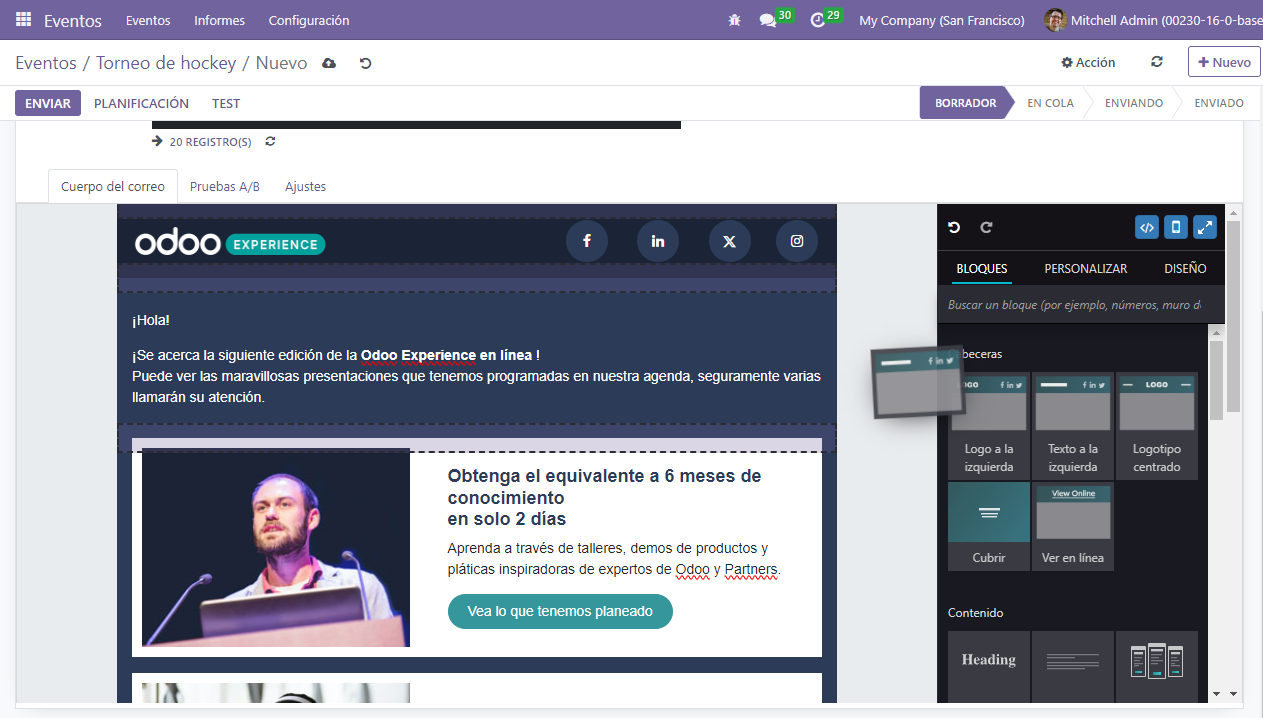 Eventos Eventos Informes Configuración 30 29 My Company (San Francisco) Mitchell Admin (00230-16-0-base
Eventos / Torneo de hockey / Nuevo Acción Nuevo
ENVIAR PLANIFICACIÓN TEST BORRADOR EN COLA ENVIANDO ENVIADO
20 REGISTRO(S)
Cuerpo del correo Pruebas A/B Ajustes
odoo EXPERIENCE
¡Hola!
¡Se acerca la siguiente edición de la Odoo Experience en línea !
Puede ver las maravillosas presentaciones que tenemos programadas en nuestra agenda, seguramente varias
llamarán su atención.
Obtenga el equivalente a 6 meses de
conocimiento
en solo 2 días
Aprenda a través de talleres, demos de productos y
pláticas inspiradoras de expertos de Odoo y Partners.
Vea lo que tenemos planeado
BLOQUES PERSONALIZAR DISEÑO
Buscar un bloque (por ejemplo, números, muro d
beceras
OGO LOGO
Logo a la
izquierda
Texto a la
izquierda
Logotipo
centrado
View Online
Cubrir
Ver en línea
Contenido
Heading